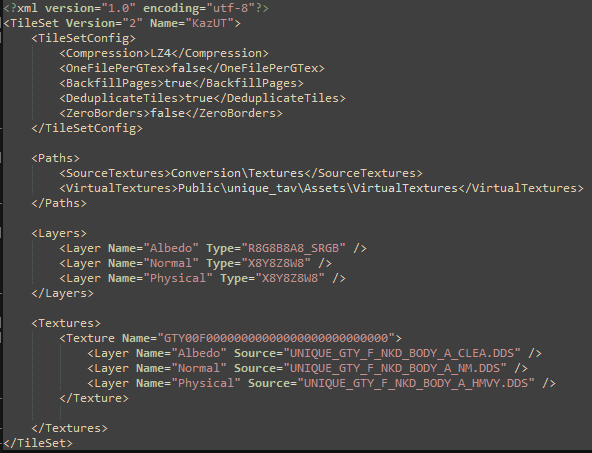 <?xml version="1.0" encoding="utf-8"?>
<TileSet Version="2" Name="KazUT">
<TileSetConfig>
<Compression>LZ4</Compression>
<OneFilePerGTex>false</OneFilePerGTex>
<BackfillPages>true</BackfillPages>
<DeduplicateTiles>true</DeduplicateTiles>
<ZeroBorders>false</ZeroBorders>
</TileSetConfig>
<Paths>
<SourceTextures>Conversion\Textures</SourceTextures>
<VirtualTextures>Public\unique_tav\Assets\VirtualTextures</VirtualTextures>
</Paths>
<Layers>
<Layer Name="Albedo" Type="R8G8B8A8_SRGB" />
<Layer Name="Normal" Type="X8Y8Z8W8" />
<Layer Name="Physical" Type="X8Y8Z8W8" />
</Layers>
<Textures>
<Texture Name="GTY00F00000000000000000000000000">
<Layer Name="Albedo" Source="UNIQUE_GTY_F_NKD_BODY_A_CLEA.DDS" />
<Layer Name="Normal" Source="UNIQUE_GTY_F_NKD_BODY_A_NM.DDS" />
<Layer Name="Physical" Source="UNIQUE_GTY_F_NKD_BODY_A_HMVY.DDS" />
</Texture>
</Textures>
</TileSet>